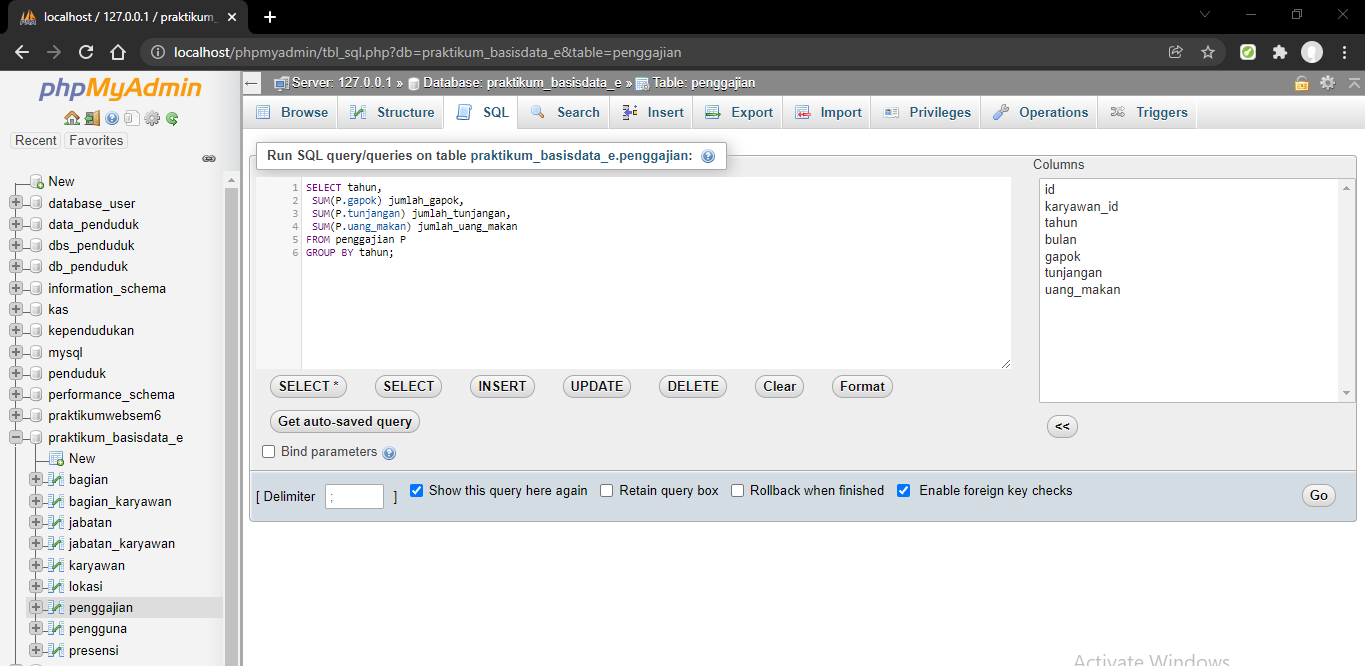 localhost / 127.0.0.1 / praktikum_
localhost/phpmyadmin/tbl_sql.php?db=praktikum_basisdata_e&table=penggajian
phpMyAdmin
Recent Favorites
New
database_user
data_penduduk
dbs_penduduk
db_penduduk
information_schema
kas
kependudukan
mysql
penduduk
performance_schema
praktikumwebsem6
praktikum_basisdata_e
New
bagian
bagian_karyawan
jabatan
jabatan_karyawan
karyawan
lokasi
penggajian
pengguna
presensi
Server: 127.0.0.1 » Database: praktikum_basisdata_e » Table: penggajian
Browse Structure SQL Search Insert Export Import Privileges Operations Triggers
Run SQL query/queries on table praktikum_basisdata_e.penggajian:
1 SELECT tahun,
2 SUM(P.gapok) jumlah_gapok,
3 SUM(P.tunjangan) jumlah_tunjangan,
4 SUM(P.uang_makan) jumlah_uang_makan
5 FROM penggajian P
6 GROUP BY tahun;
Columns
id
karyawan_id
tahun
bulan
gapok
tunjangan
uang_makan
<<
SELECT * SELECT INSERT UPDATE DELETE Clear Format
Get auto-saved query
Bind parameters
[ Delimiter ; ] Show this query here again Retain query box Rollback when finished Enable foreign key checks
Go
Activate Windows